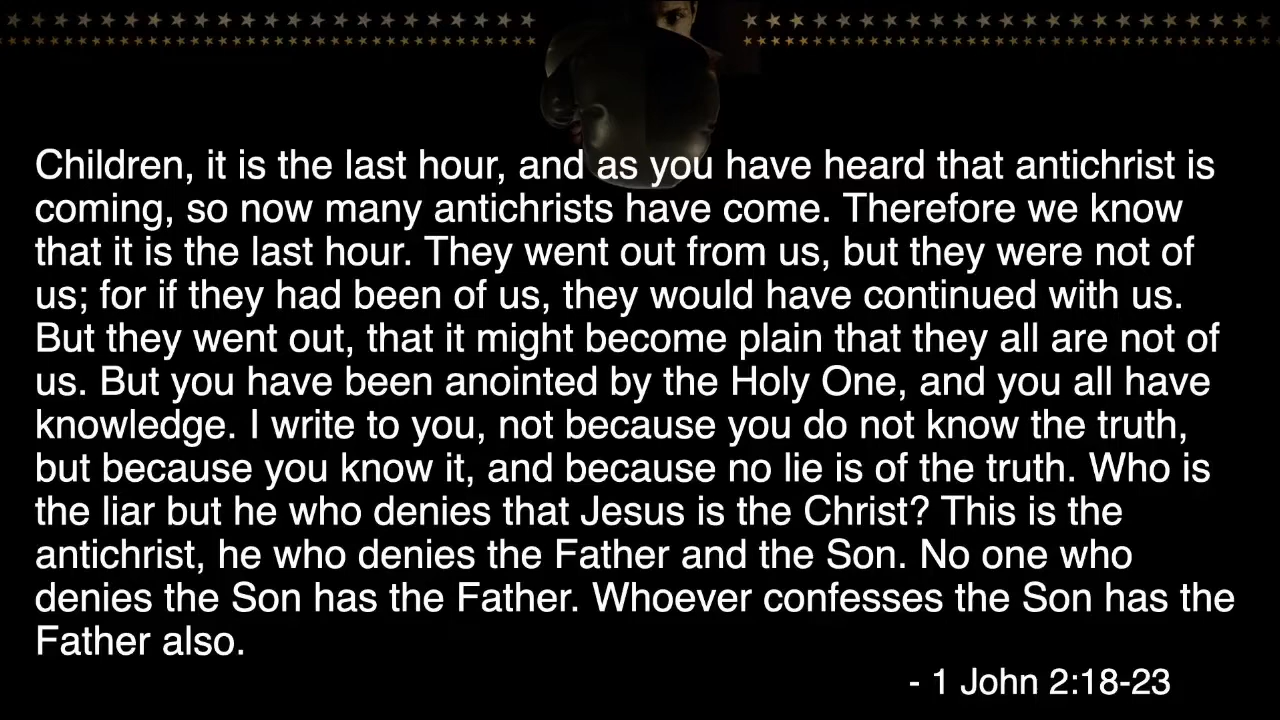 Children, it is the last hour, and as you have heard that antichrist is
coming, so now many antichrists have come. Therefore we know
that it is the last hour. They went out from us, but they were not of
us; for if they had been of us, they would have continued with us.
But they went out, that it might become plain that they all are not of
us. But you have been anointed by the Holy One, and you all have
knowledge. I write to you, not because you do not know the truth,
but because you know it, and because no lie is of the truth. Who is
the liar but he who denies that Jesus is the Christ? This is the
antichrist, he who denies the Father and the Son. No one who
denies the Son has the Father. Whoever confesses the Son has the
Father also.
- 1 John 2:18-23